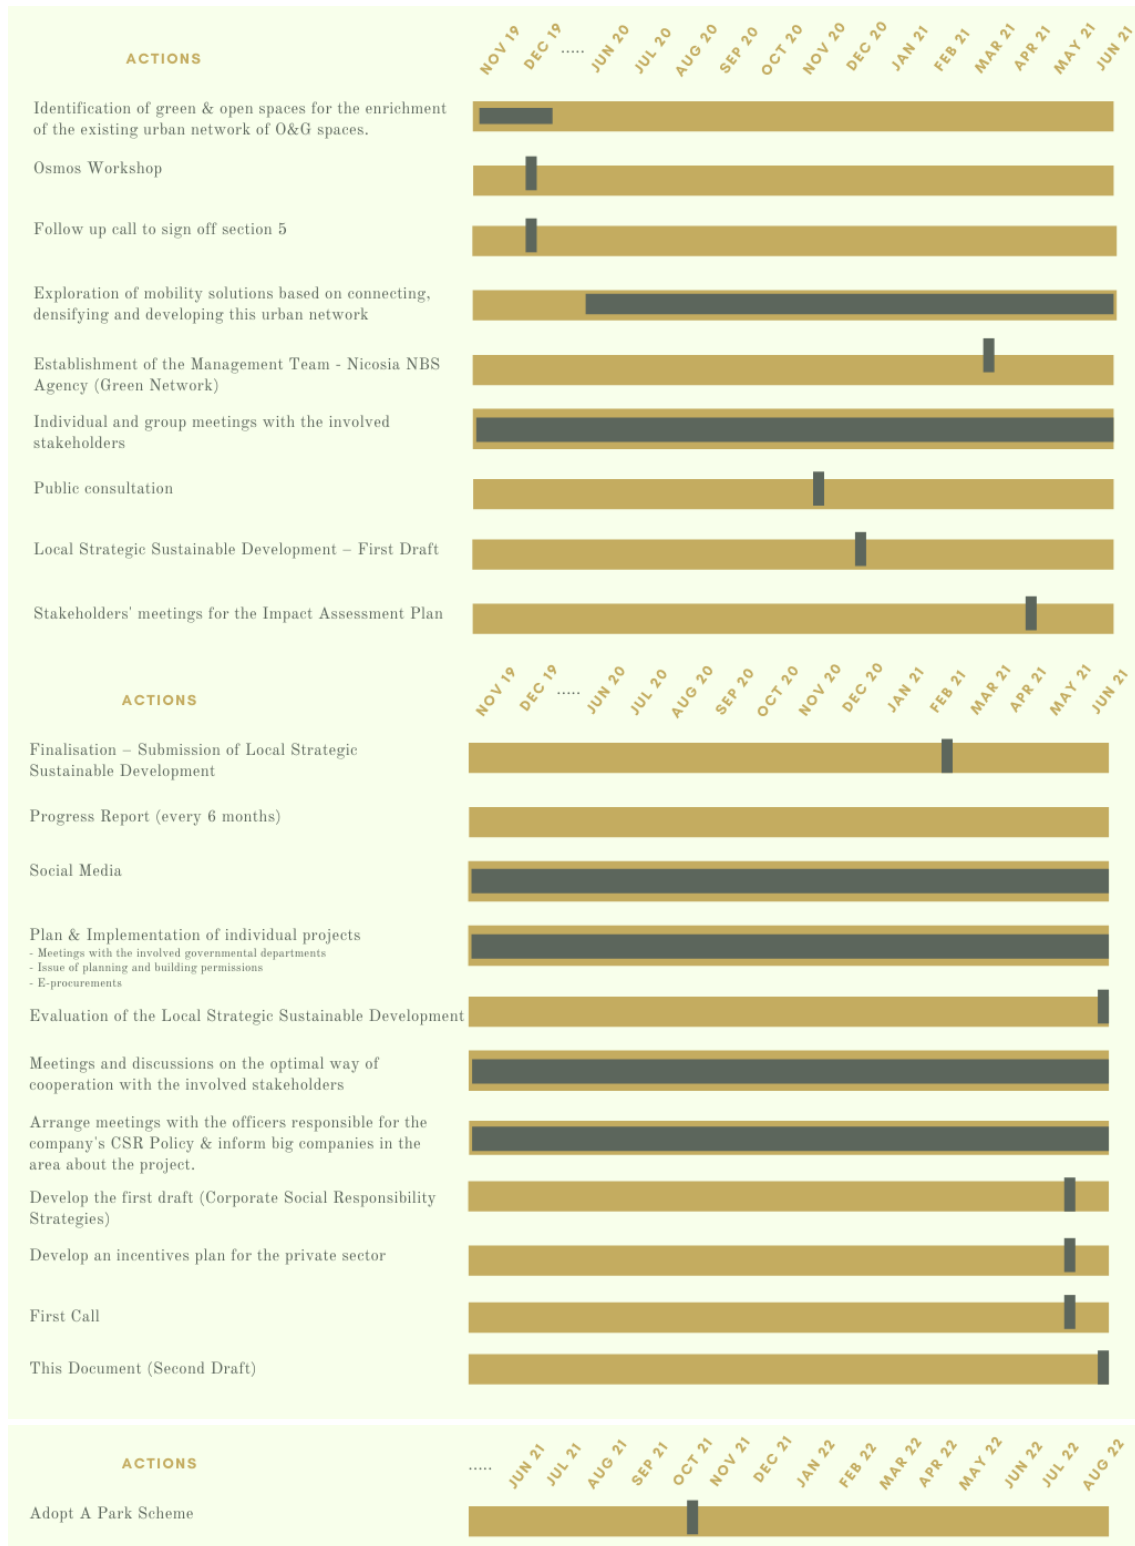 ACTIONS
NOV 19 DEC 19 ..... JUN 20 JUL 20 AUG 20 SEP 20 OCT 20 NOV 20 DEC 20 JAN 21 FEB 21 MAR 21 APR 21 MAY 21 JUN 21
Identification of green & open spaces for the enrichment
of the existing urban network of O&G spaces.
Osmos Workshop
Follow up call to sign off section 5
Exploration of mobility solutions based on connecting,
densifying and developing this urban network
Establishment of the Management Team - Nicosia NBS
Agency (Green Network)
Individual and group meetings with the involved
stakeholders
Public consultation
Local Strategic Sustainable Development – First Draft
Stakeholders' meetings for the Impact Assessment Plan
ACTIONS
NOV 19 DEC 19 ..... JUN 20 JUL 20 AUG 20 SEP 20 OCT 20 NOV 20 DEC 20 JAN 21 FEB 21 MAR 21 APR 21 MAY 21 JUN 21
Finalisation – Submission of Local Strategic
Sustainable Development
Progress Report (every 6 months)
Social Media
Plan & Implementation of individual projects
- Meetings with the involved governmental departments
- Issue of planning and building permissions
- E-procurements
Evaluation of the Local Strategic Sustainable Development
Meetings and discussions on the optimal way of
cooperation with the involved stakeholders
Arrange meetings with the officers responsible for the
company's CSR Policy & inform big companies in the
area about the project.
Develop the first draft (Corporate Social Responsibility
Strategies)
Develop an incentives plan for the private sector
First Call
This Document (Second Draft)
ACTIONS
..... JUN 21 JUL 21 AUG 21 SEP 21 OCT 21 NOV 21 DEC 21 JAN 22 FEB 22 MAR 22 APR 22 MAY 22 JUN 22 JUL 22 AUG 22
Adopt A Park Scheme